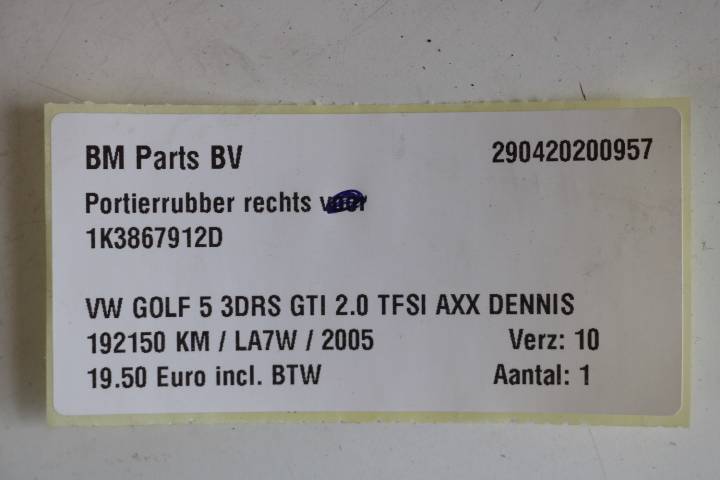 BM Parts BV 290420200957
Portierrubber rechts
1K3867912D
VW GOLF 5 3DRS GTI 2.0 TFSI AXX DENNIS
192150 KM / LA7W / 2005 Verz: 10
19.50 Euro incl. BTW Aantal: 1